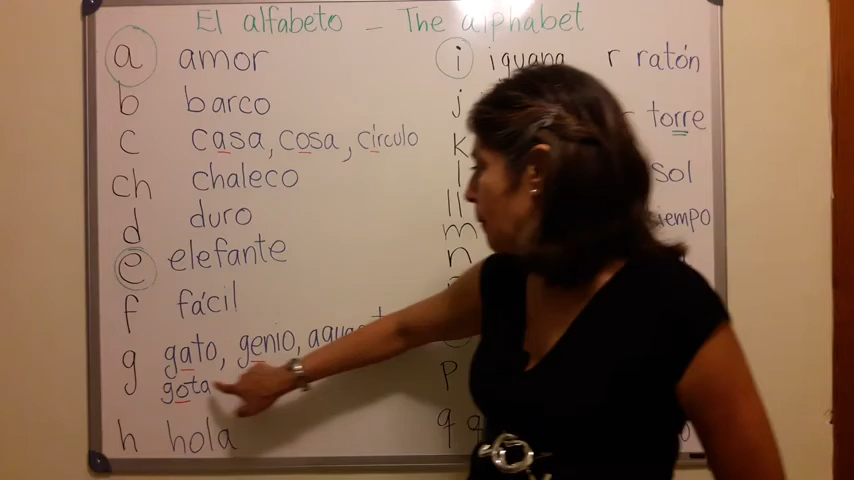 El alfabeto – The alphabet
a amor
b barco
c casa, cosa, círculo
ch chaleco
d duro
e elefante
f fácil
g gato, genio,
gota
h hola
i iguana
j
k
l
ll
m
n
p
q
r ratón
torre
sol
tiempo